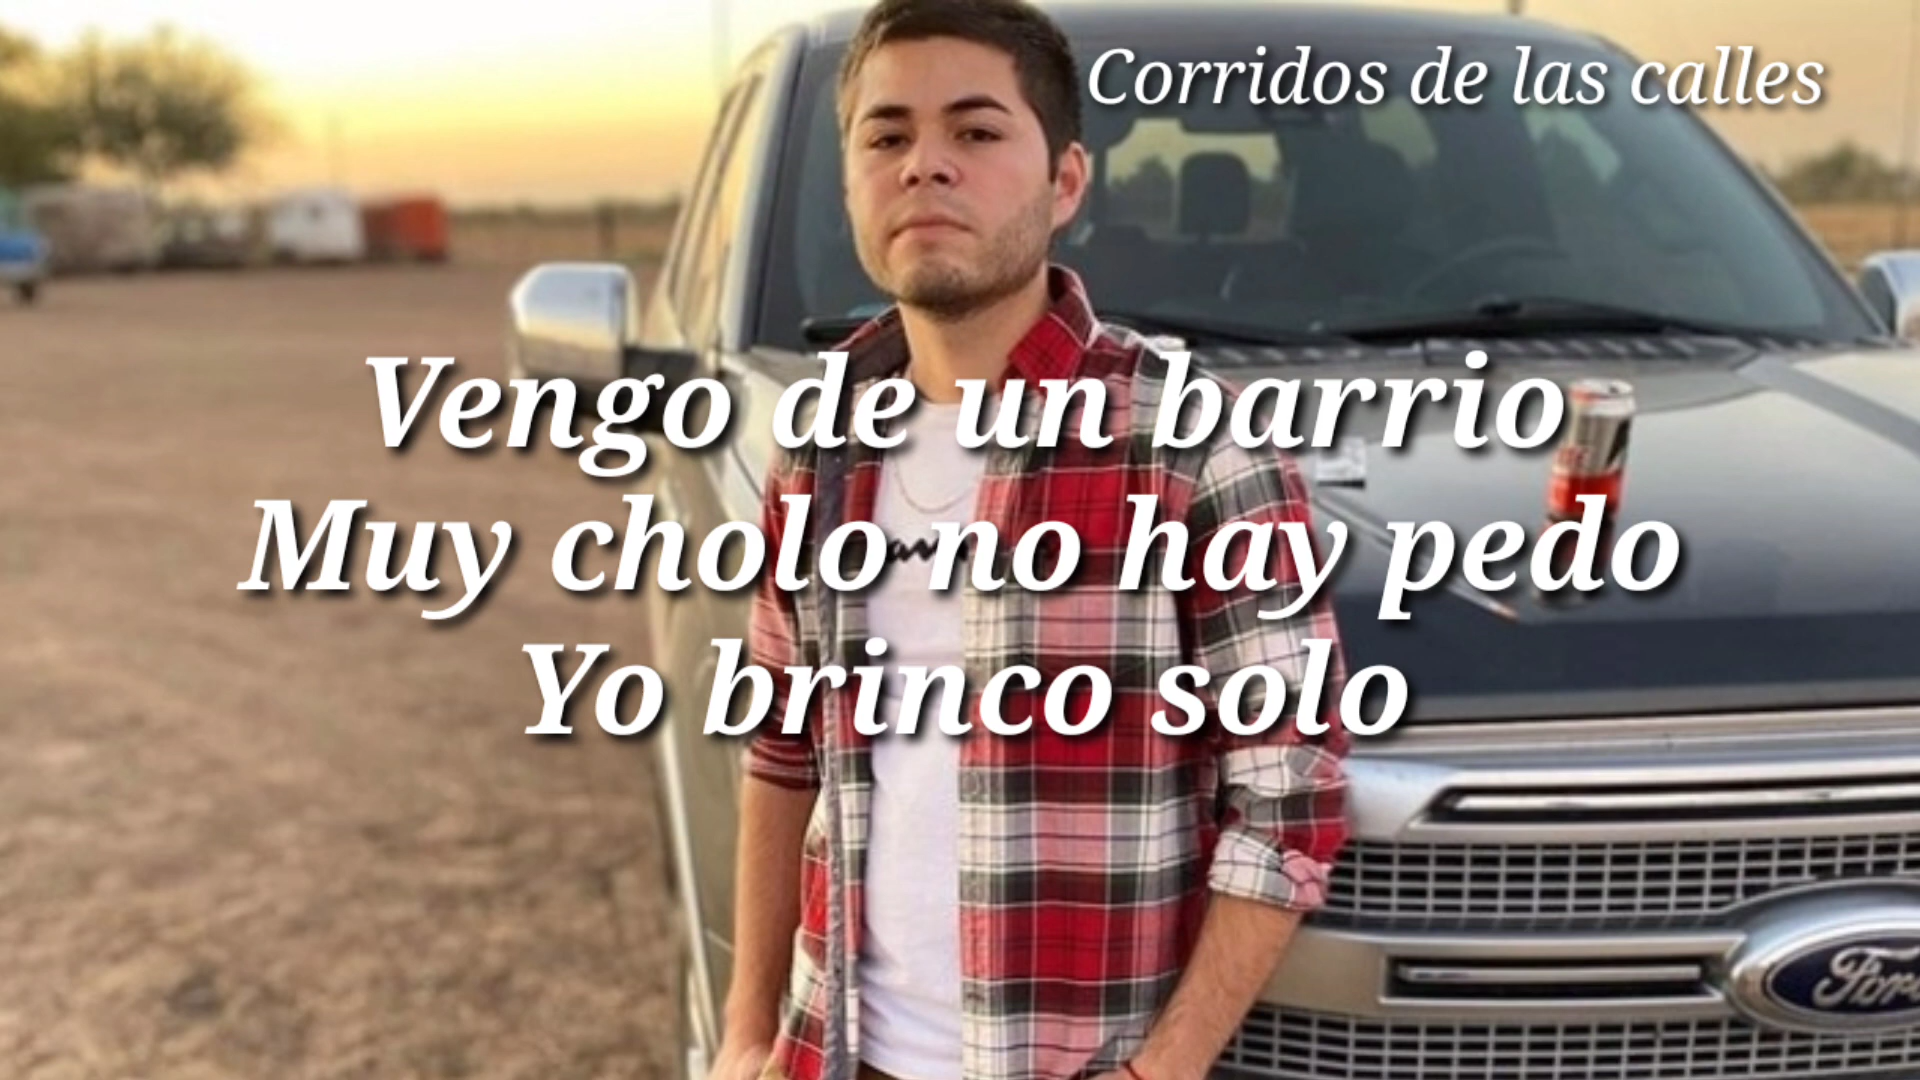 Corridos de las calles
Vengo de un barrio
Muy cholo no hay pedo
Yo brinco solo
Ford